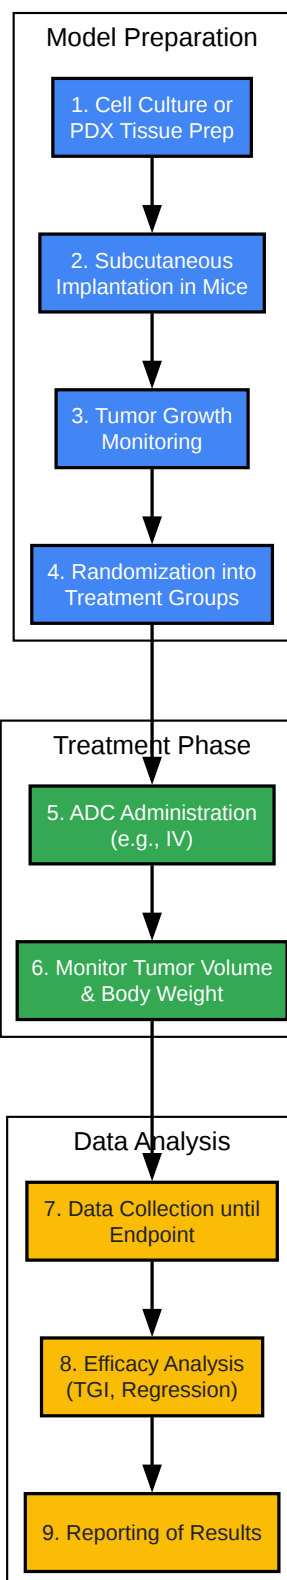 Model Preparation
1. Cell Culture or
PDX Tissue Prep
2. Subcutaneous
Implantation in Mice
3. Tumor Growth
Monitoring
4. Randomization into
Treatment Groups
Treatment Phase
5. ADC Administration
(e.g., IV)
6. Monitor Tumor Volume
& Body Weight
Data Analysis
7. Data Collection until
Endpoint
8. Efficacy Analysis
(TGI, Regression)
9. Reporting of Results